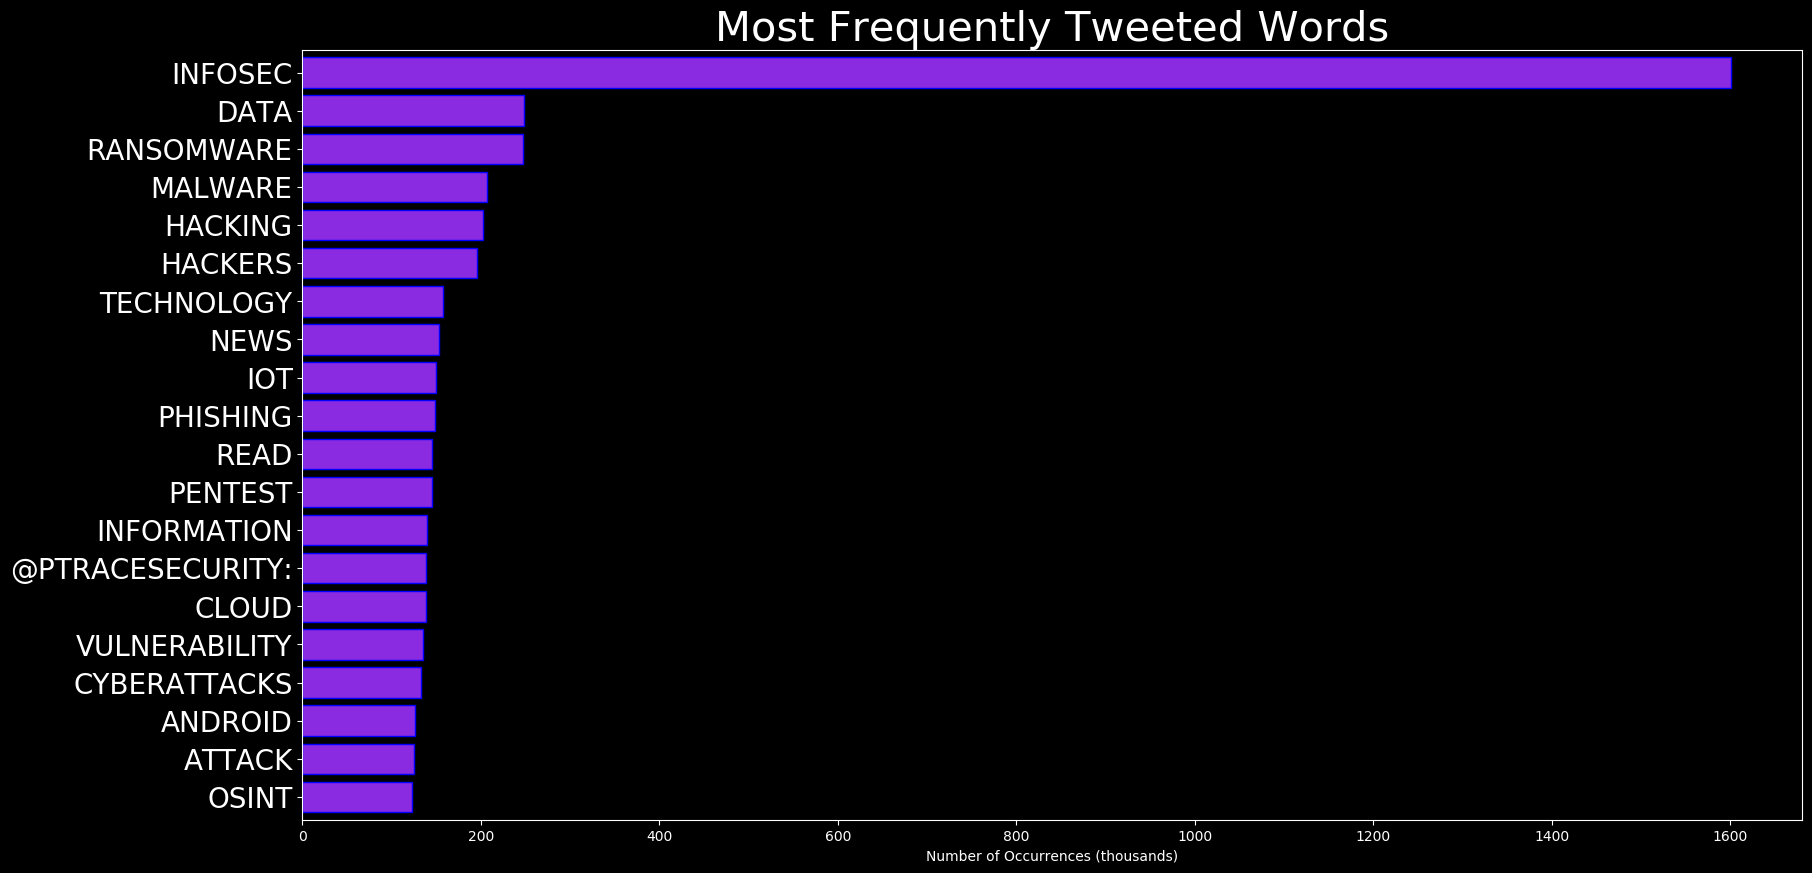 Most Frequently Tweeted Words
INFOSEC
DATA
RANSOMWARE
MALWARE
HACKING
HACKERS
TECHNOLOGY
NEWS
IOT
PHISHING
READ
PENTEST
INFORMATION
@PTRACESECURITY:
CLOUD
VULNERABILITY
CYBERATTACKS
ANDROID
ATTACK
OSINT
0 200 400 600 800 1000 1200 1400 1600
Number of Occurrences (thousands)